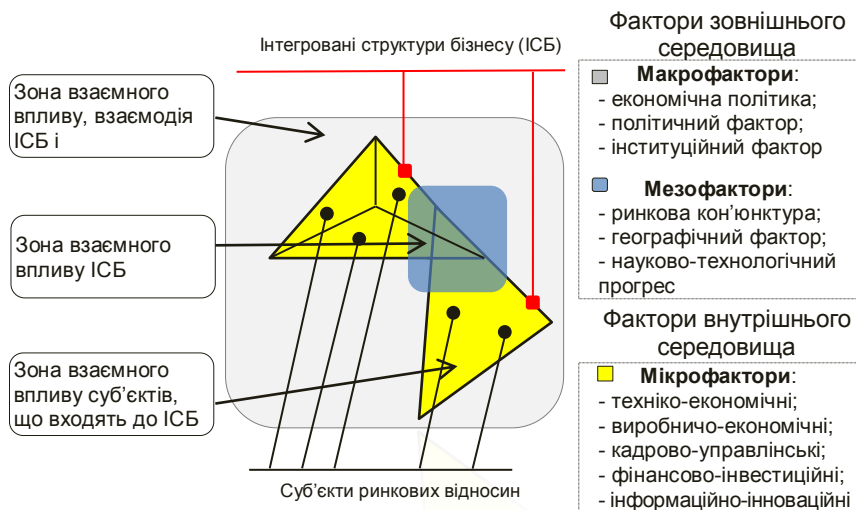 Інтегровані структури бізнесу (ІСБ)
Зона взаємного
впливу, взаємодія
ІСБ і
Зона взаємного
впливу ІСБ
Зона взаємного
впливу суб’єктів,
що входять до ІСБ
Суб’єкти ринкових відносин
Фактори зовнішнього
середовища
Макрофактори:
- економічна політика;
- політичний фактор;
- інституційний фактор
Мезофактори:
- ринкова кон’юнктура;
- географічний фактор;
- науково-технологічний
прогрес
Фактори внутрішнього
середовища
Мікрофактори:
- техніко-економічні;
- виробничо-економічні;
- кадрово-управлінські;
- фінансово-інвестиційні;
- інформаційно-інноваційні